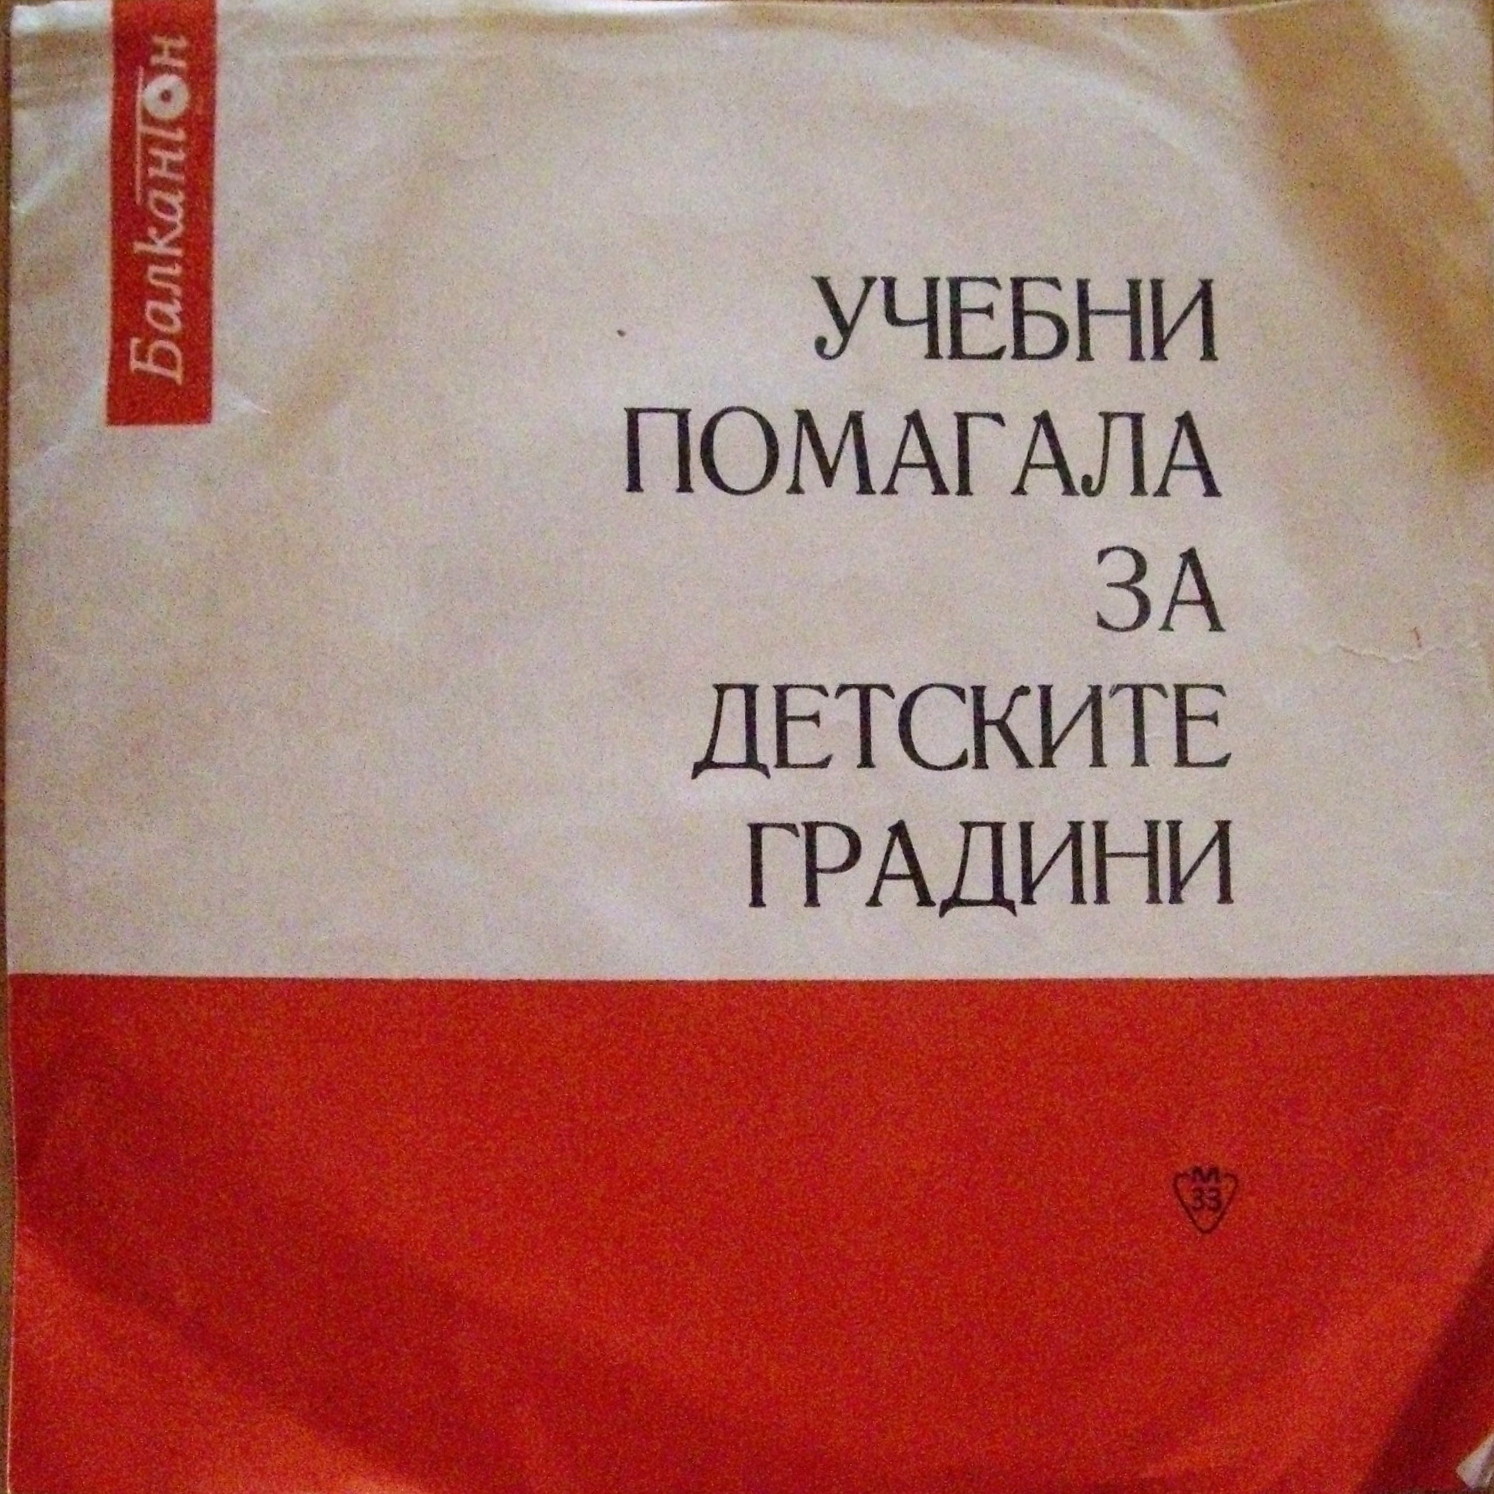 Балкантон
УЧЕБНИ
ПОМАГАЛА
ЗА
ДЕТСКИТЕ
ГРАДИНИ
М
33